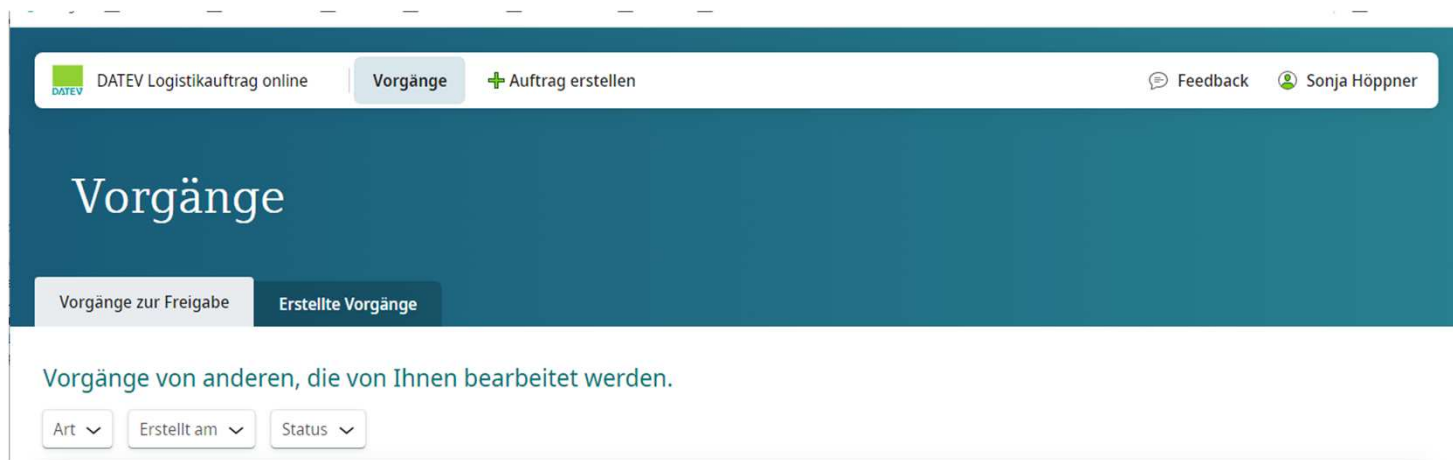 DATEV DATEV Logistikauftrag online Vorgänge Auftrag erstellen Feedback Sonja Höppner
Vorgänge
Vorgänge zur Freigabe Erstellte Vorgänge
Vorgänge von anderen, die von Ihnen bearbeitet werden.
Art Erstellt am Status